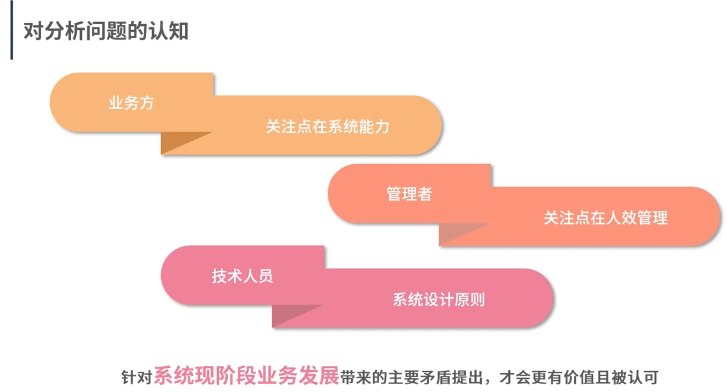 对分析问题的认知
业务方
关注点在系统能力
管理者
关注点在人效管理
技术人员
系统设计原则
针对系统现阶段业务发展带来的主要矛盾提出，才会更有价值且被认可